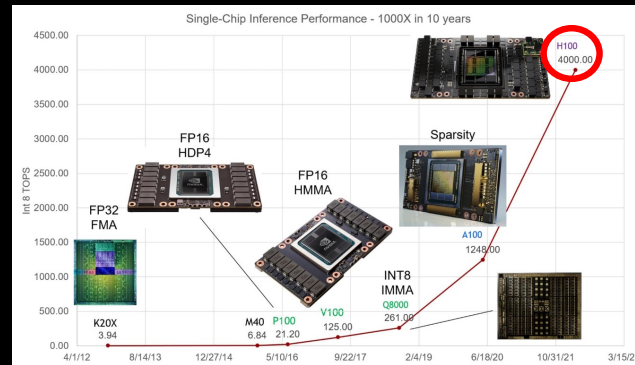 Single-Chip Inference Performance - 1000X in 10 years
4500.00
4000.00
3500.00
3000.00
2500.00
2000.00
1500.00
1000.00
500.00
0.00
Int 8 TOPS
H100
4000.00
Sparsity
A100
1248.00
FP16
HDP4
FP16
HMMA
FP32
FMA
INT8
IMMA
Q8000
261.00
V100
125.00
P100
21.20
M40
6.84
K20X
3.94
4/1/12
8/14/13
12/27/14
5/10/16
9/22/17
2/4/19
6/18/20
10/31/21